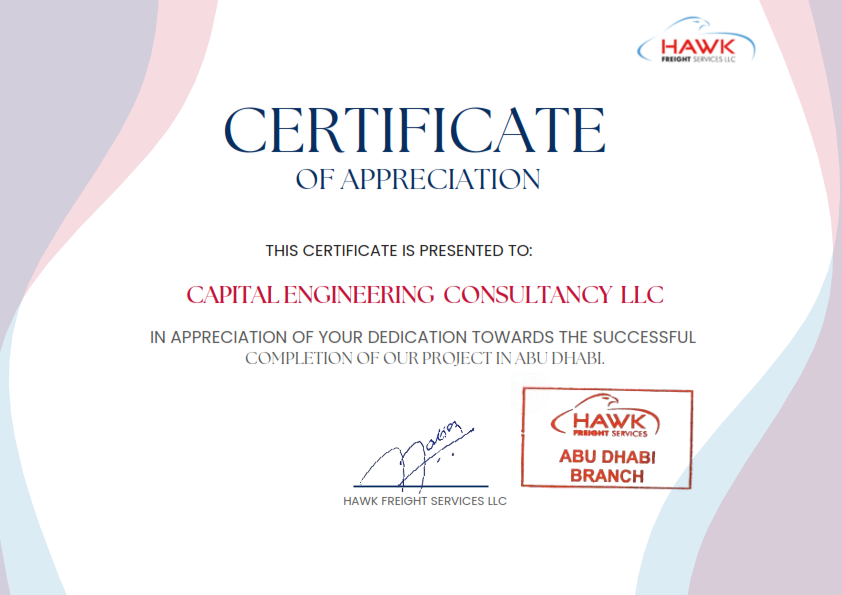 HAWK
FREIGHT SERVICES LLC
CERTIFICATE
OF APPRECIATION
THIS CERTIFICATE IS PRESENTED TO:
CAPITAL ENGINEERING CONSULTANCY LLC
IN APPRECIATION OF YOUR DEDICATION TOWARDS THE SUCCESSFUL
COMPLETION OF OUR PROJECT IN ABU DHABI.
HAWK
FREIGHT SERVICES
ABU DHABI
BRANCH
HAWK FREIGHT SERVICES LLC